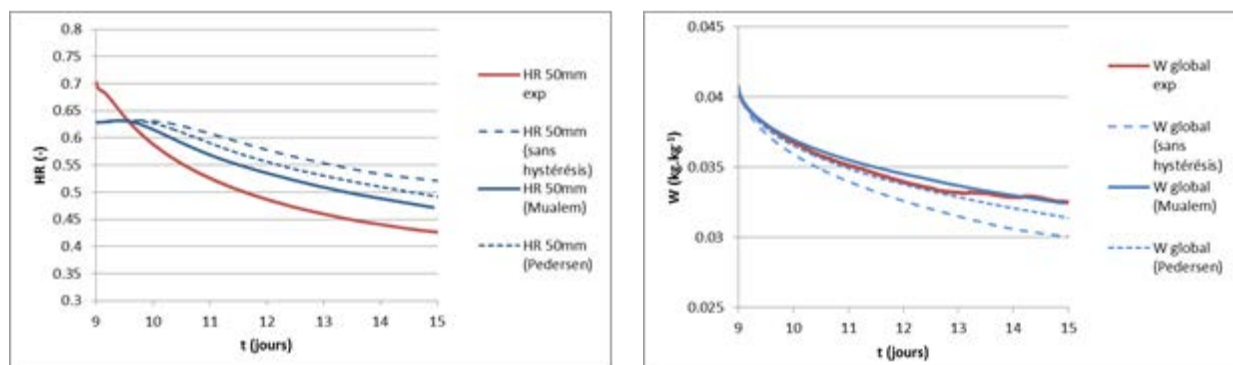 0.8
0.75
0.7
0.65
0.6
0.55
0.5
0.45
0.4
0.35
0.3
HR (-)
9 10 11 12 13 14 15
t (jours)
HR 50mm
exp
HR 50mm
(sans
hystérésis)
HR 50mm
(Mualem)
HR 50mm
(Pedersen)
0.045
0.04
0.035
0.03
0.025
W (kg.kg⁻¹)
9 10 11 12 13 14 15
t (jours)
W global
exp
W global
(sans
hystérésis)
W global
(Mualem)
W global
(Pedersen)